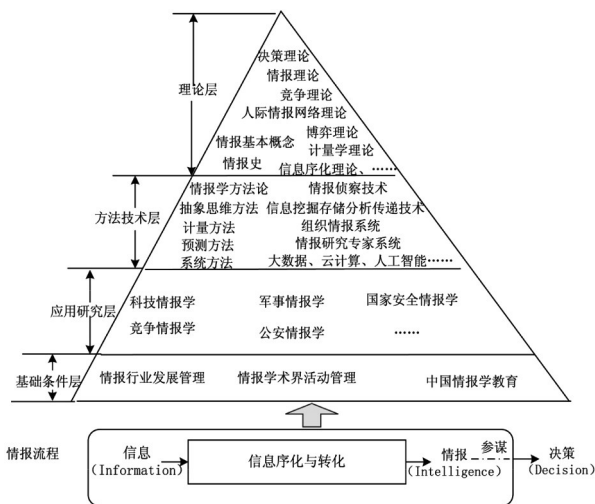 理论层
决策理论
情报理论
竞争理论
人际情报网络理论
博弈理论
情报基本概念
计量学理论
情报史
信息序化理论、……
方法技术层
情报学方法论 情报侦察技术
抽象思维方法 信息挖掘存储分析传递技术
计量方法 组织情报系统
预测方法 情报研究专家系统
系统方法 大数据、云计算、人工智能……
应用研究层
科技情报学 军事情报学 国家安全情报学
竞争情报学 公安情报学 ……
基础条件层
情报行业发展管理 情报学术界活动管理 中国情报学教育
情报流程
信息
(Information)
信息序化与转化
情报
(Intelligence)
参谋
决策
(Decision)